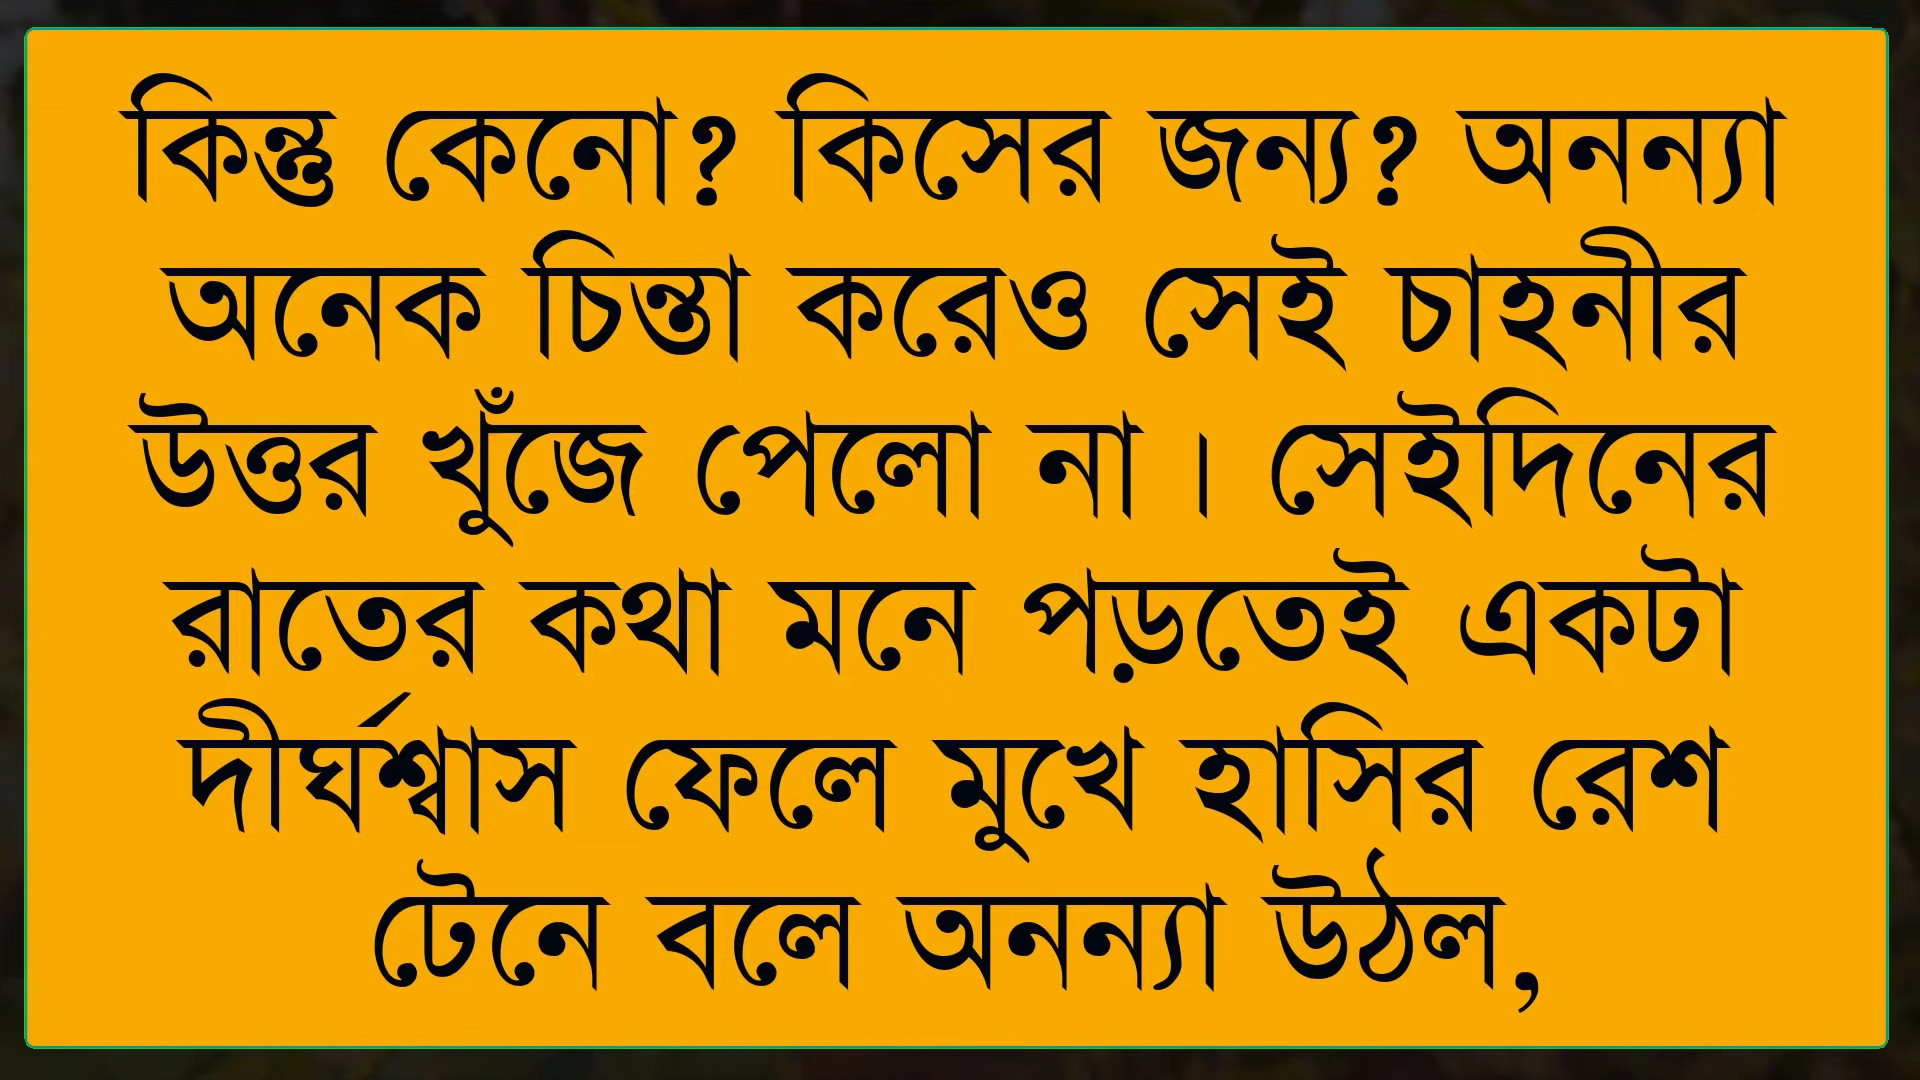 কিন্তু কেনো? কিসের জন্য? অনন্যা
অনেক চিন্তা করেও সেই চাহনীর
উত্তর খুঁজে পেলো না । সেইদিনের
রাতের কথা মনে পড়তেই একটা
দীর্ঘশ্বাস ফেলে মুখে হাসির রেশ
টেনে বলে অনন্যা উঠল,